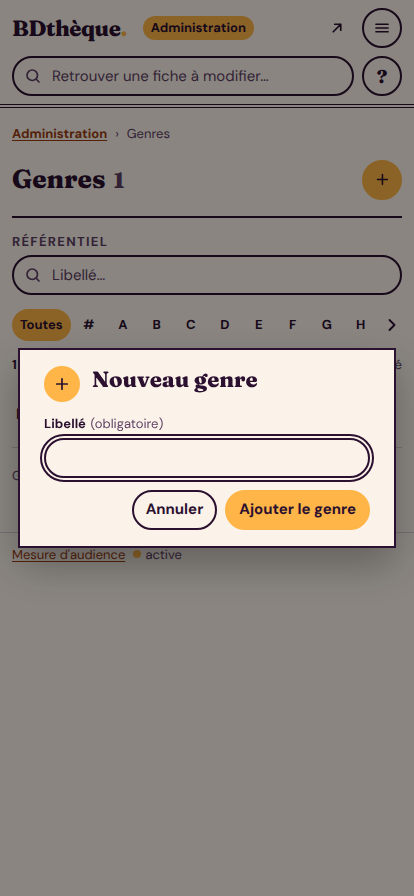 BDthèque. Administration
Retrouver une fiche à modifier... ?
Administration › Genres
Genres 1
RÉFÉRENTIEL
Libellé...
Toutes # A B C D E F G H
1
Nouveau genre
Libellé (obligatoire)
Annuler Ajouter le genre
Mesure d'audience active